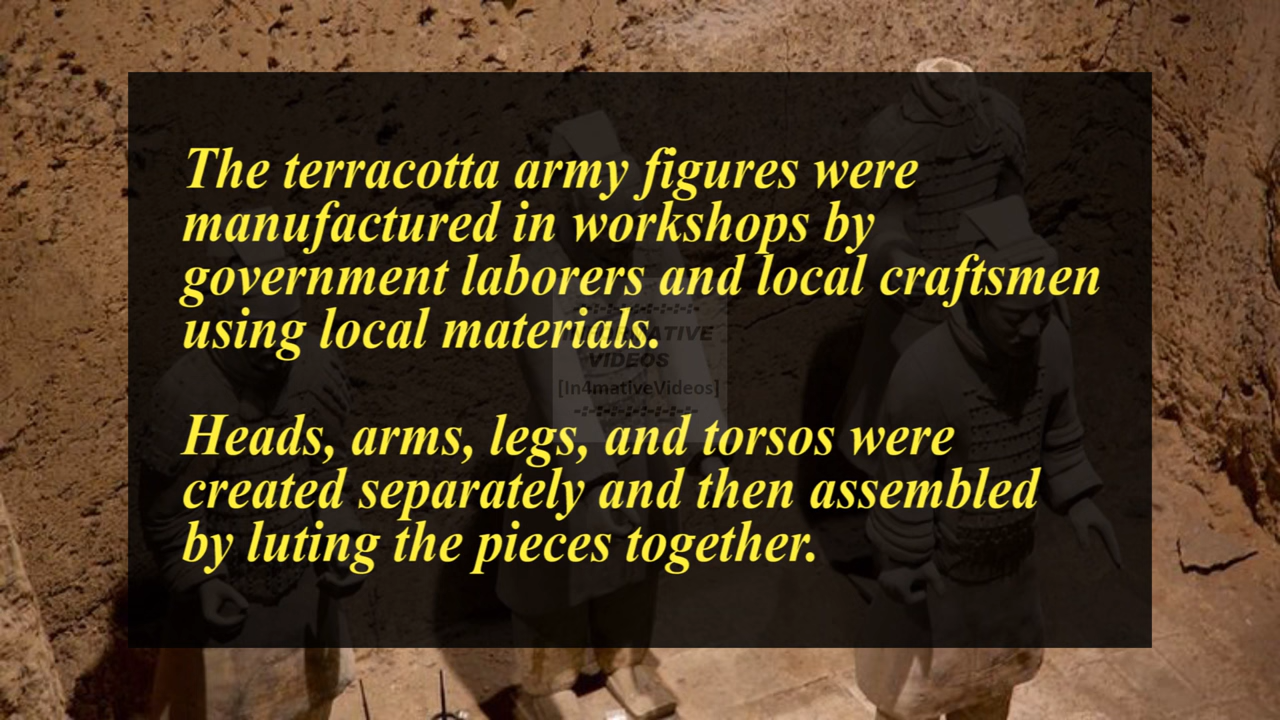 The terracotta army figures were
manufactured in workshops by
government laborers and local craftsmen
using local materials.
Heads, arms, legs, and torsos were
created separately and then assembled
by luting the pieces together.
VIDEOS
[In4mativeVideos]